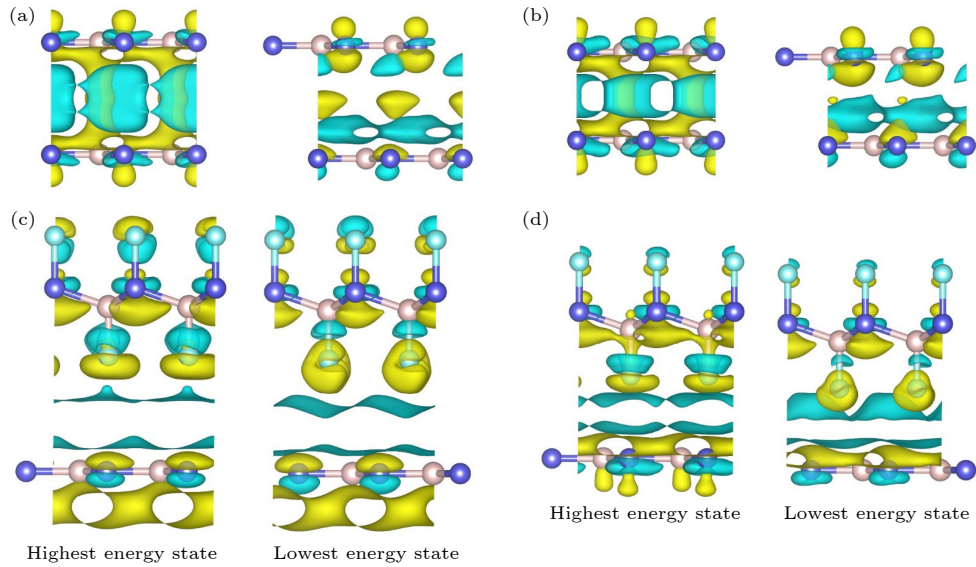 (a)
(b)
(c)
(d)
Highest energy state
Lowest energy state
Highest energy state
Lowest energy state